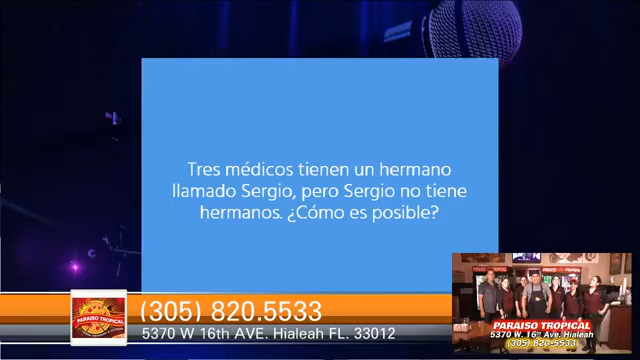 Tres médicos tienen un hermano
llamado Sergio, pero Sergio no tiene
hermanos. ¿Cómo es posible?
PARAISO TROPICAL
(305) 820.5533
5370 W 16th AVE. Hialeah FL. 33012
PARAISO TROPICAL
5370 W. 16th Ave. Hialeah
(305) 820-5533